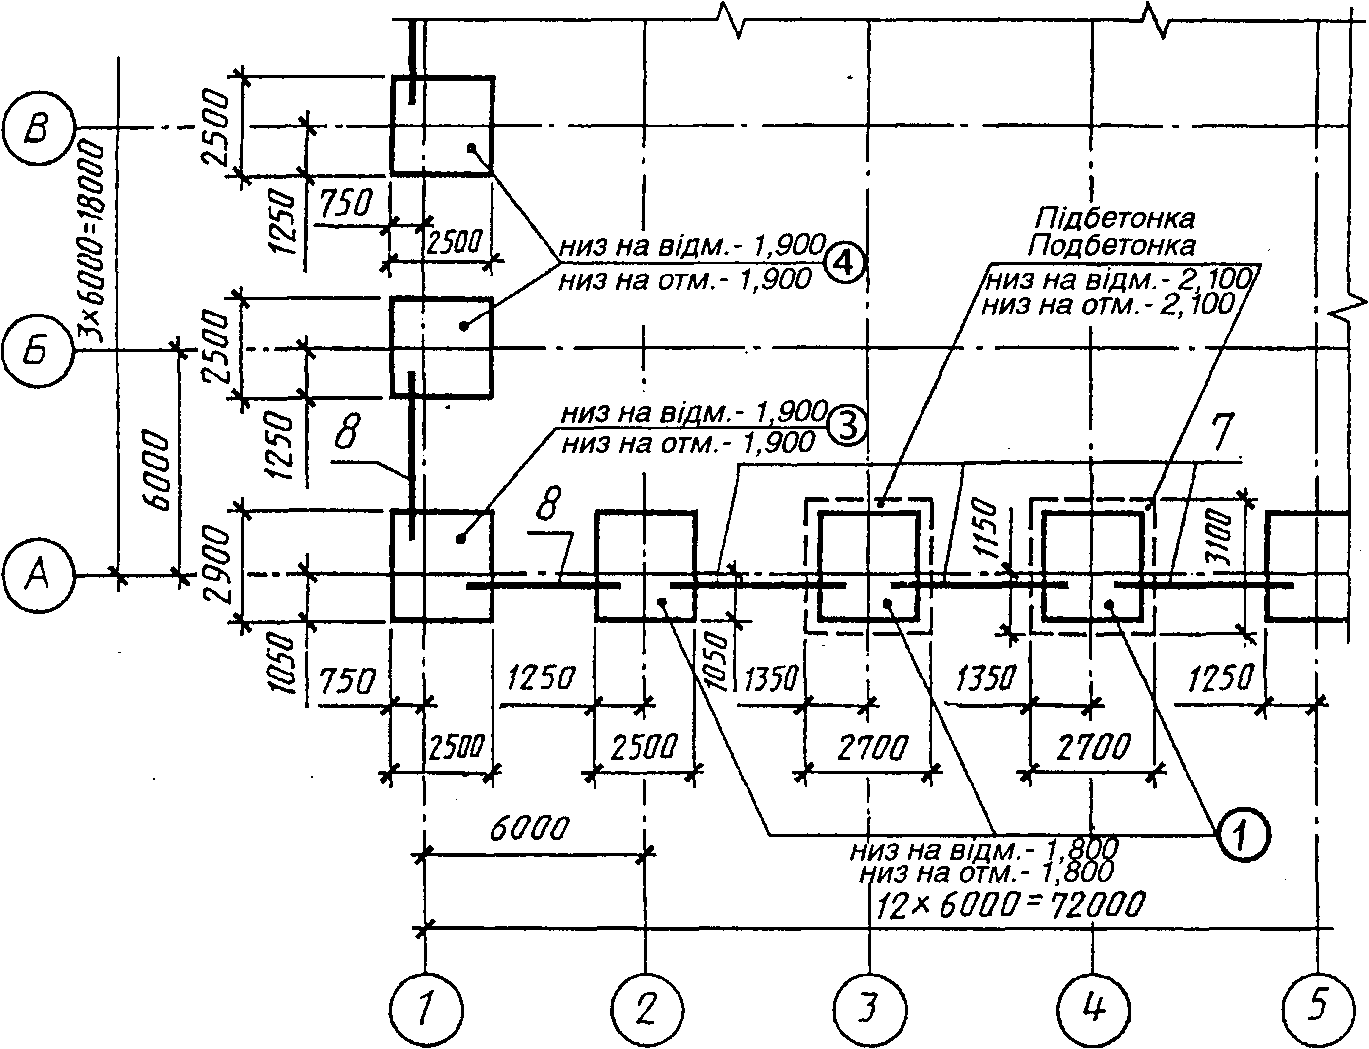 В
2500
1250
3×6000=18000
750
2500
низ на відм.- 1,900
низ на отм.- 1,900
4
Підбетонка
Подбетонка
низ на відм.- 2,100
низ на отм.- 2,100
Б
2500
1250
6000
8
низ на відм.- 1,900
низ на отм.- 1,900
3
7
А
2900
1050
8
1050
1150
3100
750
1250
1350
1350
1250
2500
2500
2700
2700
6000
1
низ на відм.- 1,800
низ на отм.- 1,800
12×6000=72000
1
2
3
4
5